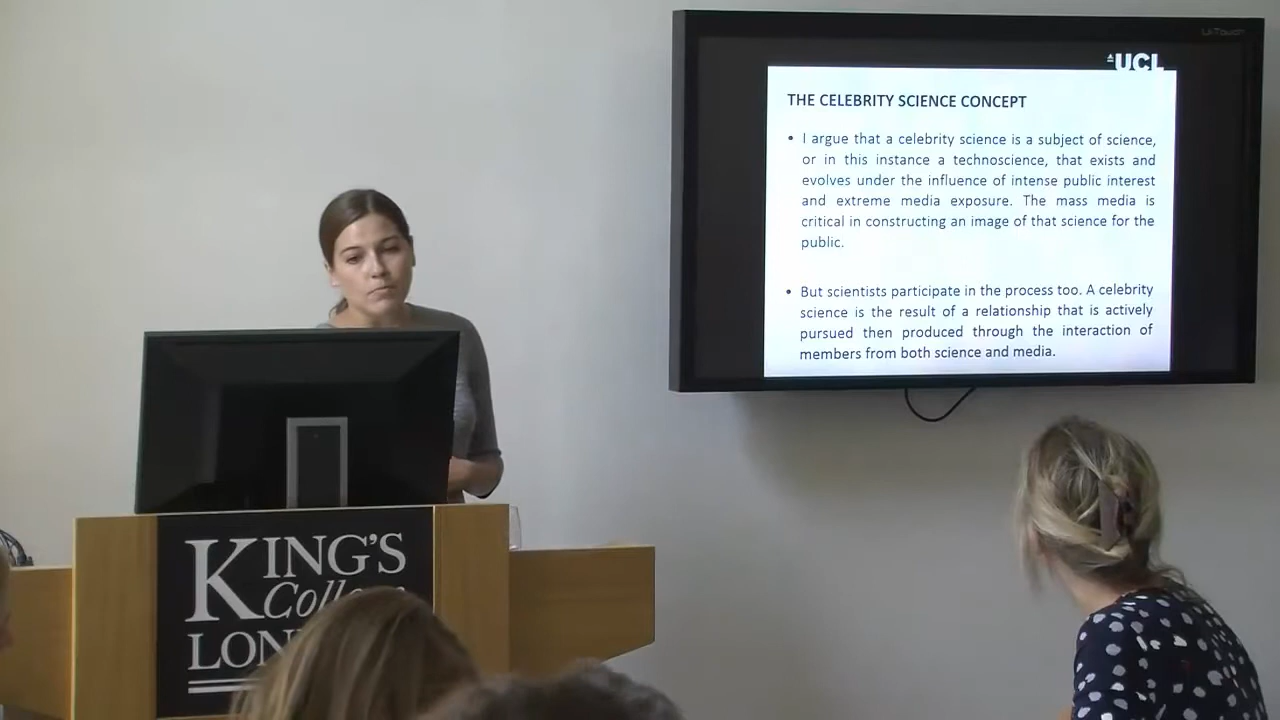 UCL
THE CELEBRITY SCIENCE CONCEPT
• I argue that a celebrity science is a subject of science,
or in this instance a technoscience, that exists and
evolves under the influence of intense public interest
and extreme media exposure. The mass media is
critical in constructing an image of that science for the
public.
• But scientists participate in the process too. A celebrity
science is the result of a relationship that is actively
pursued then produced through the interaction of
members from both science and media.
KING'S